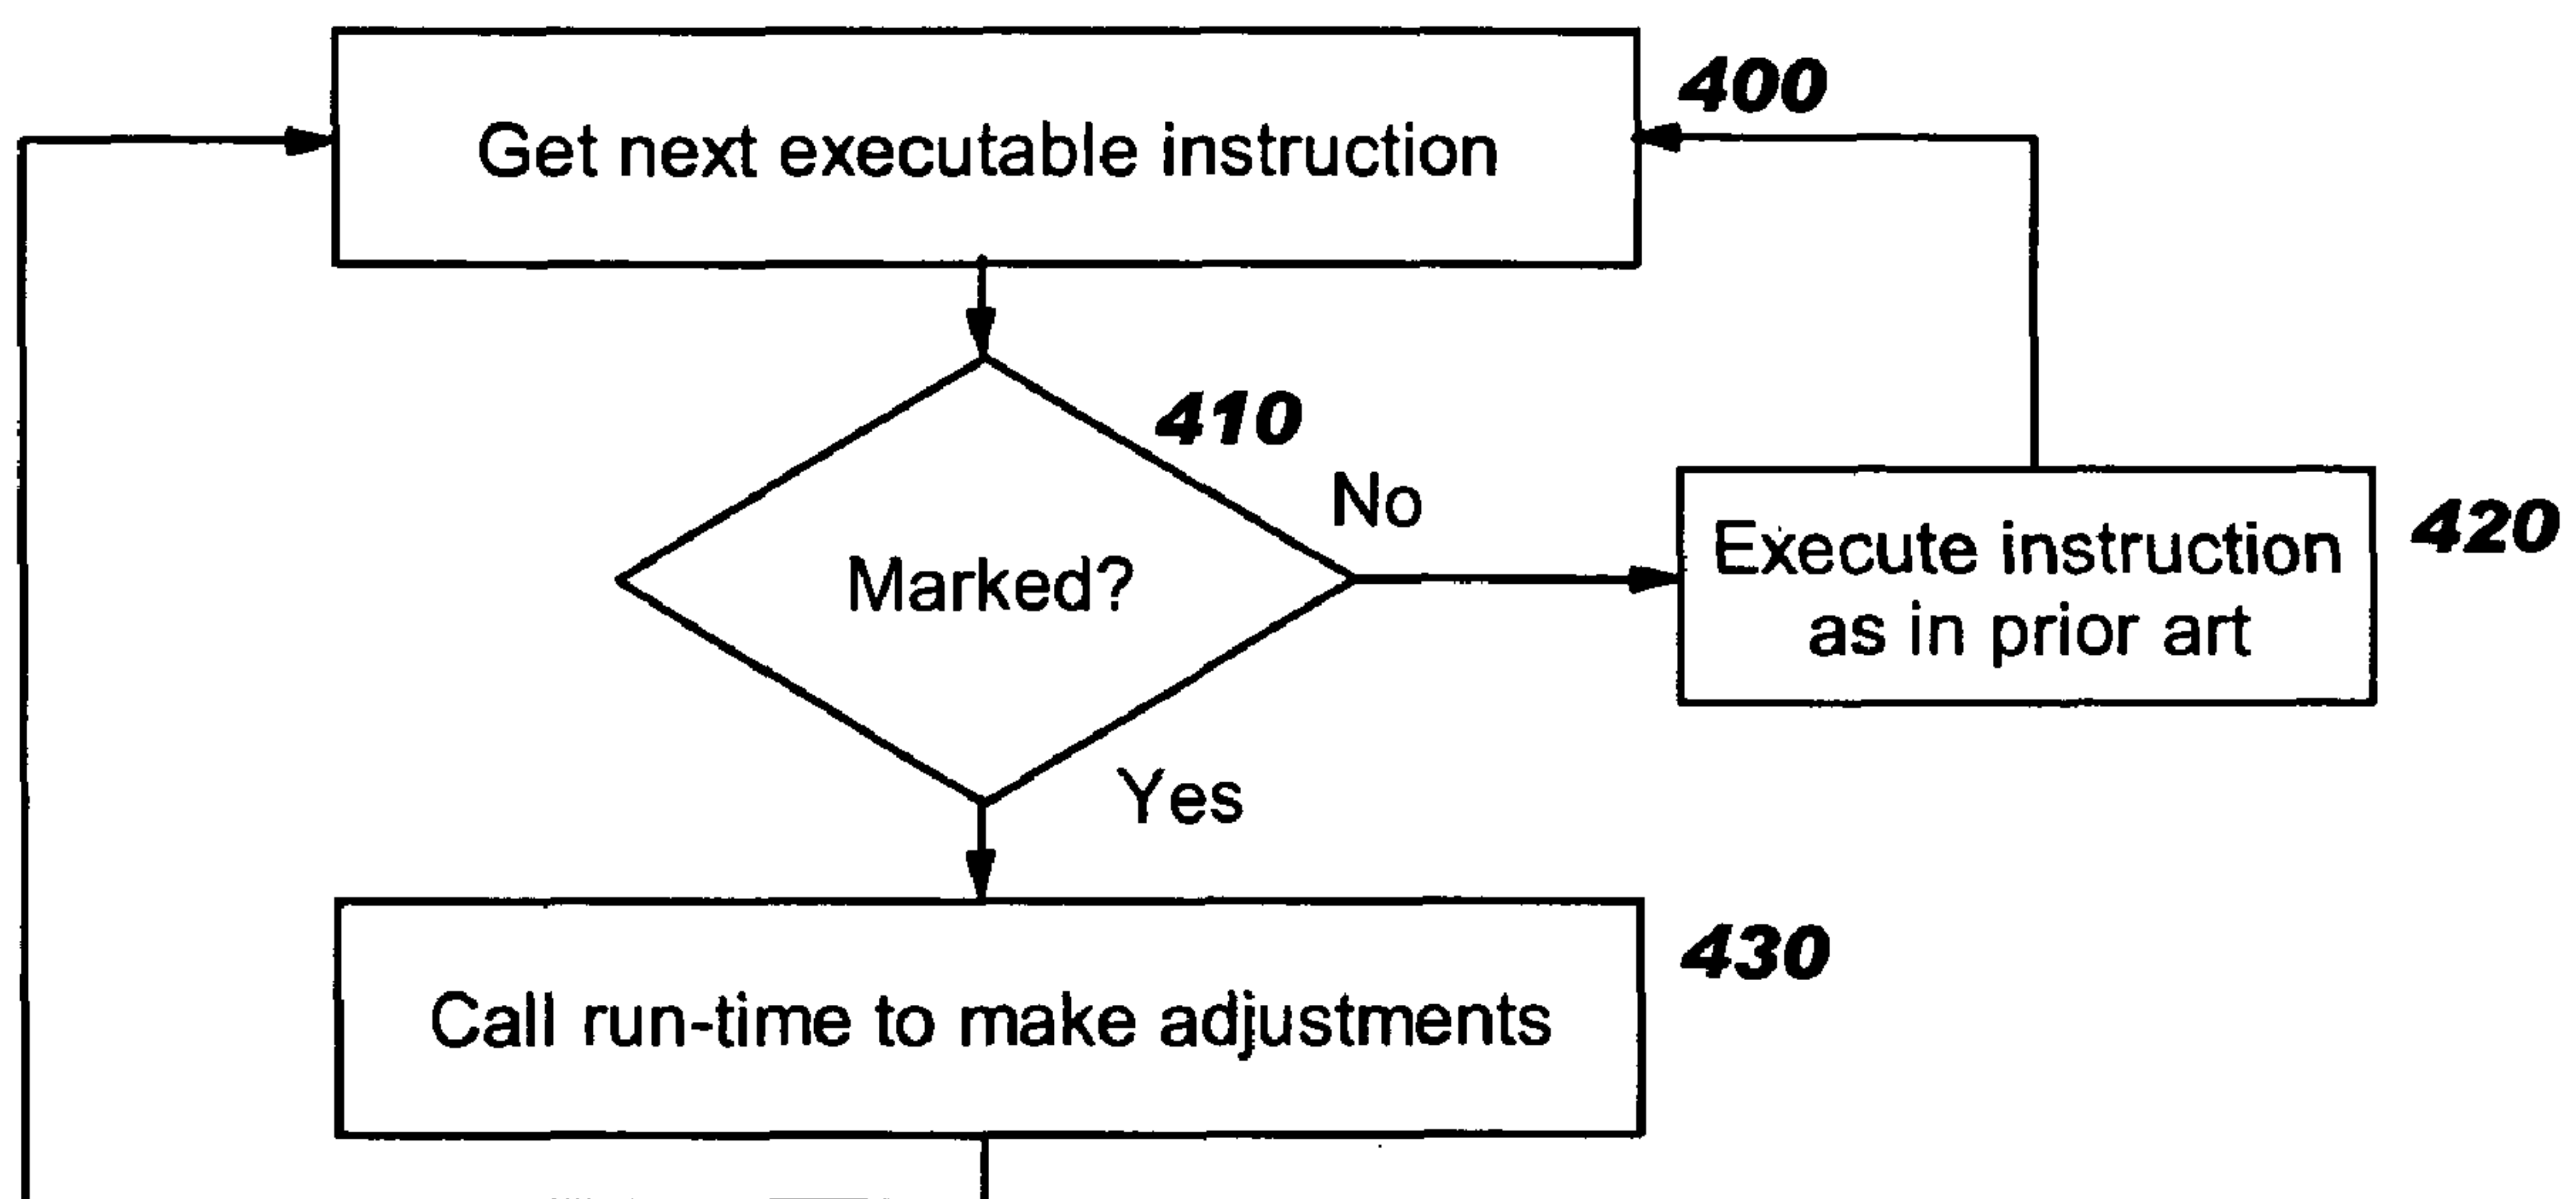 400
Get next executable instruction
410
No
Marked?
Execute instruction
as in prior art
420
Yes
430
Call run-time to make adjustments